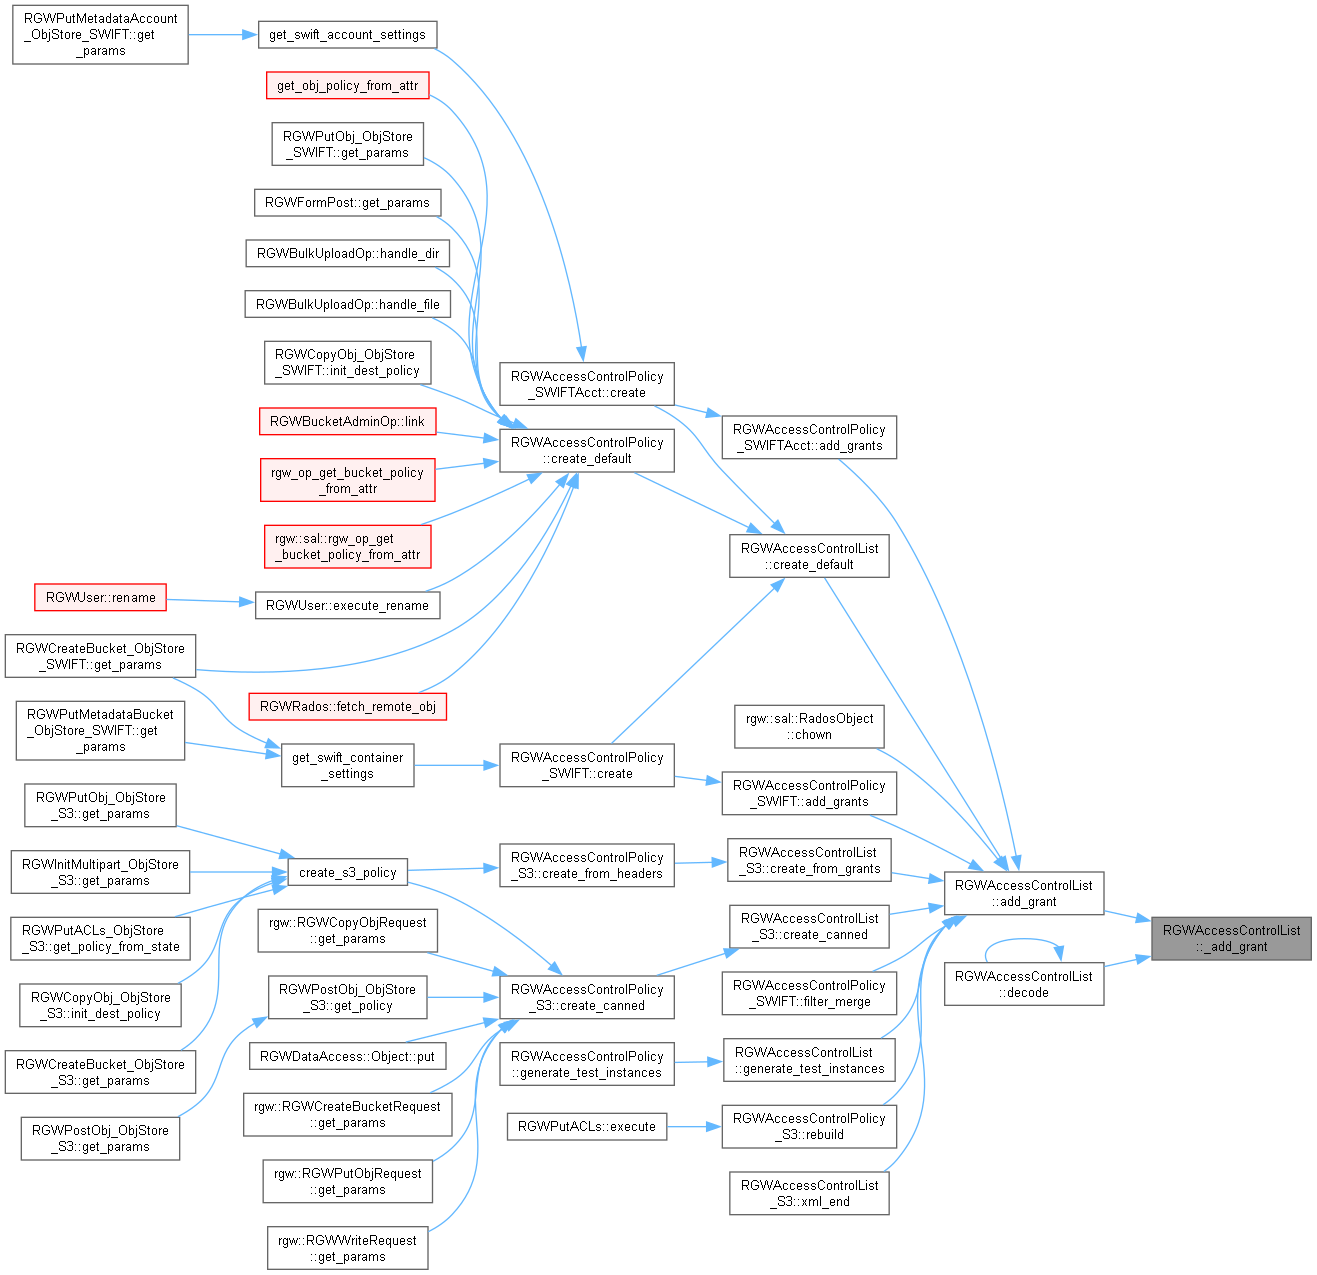 RGWPutMetadataAccount
_ObjStore_SWIFT::get
_params
get_swift_account_settings
get_obj_policy_from_attr
RGWPutObj_ObjStore
_SWIFT::get_params
RGWFormPost::get_params
RGWBulkUploadOp::handle_dir
RGWBulkUploadOp::handle_file
RGWCopyObj_ObjStore
_SWIFT::init_dest_policy
RGWBucketAdminOp::link
rgw_op_get_bucket_policy
_from_attr
rgw::sal::rgw_op_get
_bucket_policy_from_attr
RGWUser::rename
RGWUser::execute_rename
RGWCreateBucket_ObjStore
_SWIFT::get_params
RGWRados::fetch_remote_obj
RGWPutMetadataBucket
_ObjStore_SWIFT::get
_params
get_swift_container
_settings
RGWPutObj_ObjStore
_S3::get_params
RGWInitMultipart_ObjStore
_S3::get_params
RGWPutACLs_ObjStore
_S3::get_policy_from_state
RGWCopyObj_ObjStore
_S3::init_dest_policy
RGWCreateBucket_ObjStore
_S3::get_params
RGWPostObj_ObjStore
_S3::get_params
create_s3_policy
rgw::RGWCopyObjRequest
::get_params
RGWPostObj_ObjStore
_S3::get_policy
RGWDataAccess::Object::put
rgw::RGWCreateBucketRequest
::get_params
rgw::RGWPutObjRequest
::get_params
rgw::RGWWriteRequest
::get_params
RGWAccessControlPolicy
_SWIFTAcct::create
RGWAccessControlPolicy
::create_default
RGWAccessControlPolicy
_SWIFT::create
RGWAccessControlPolicy
_S3::create_from_headers
RGWAccessControlPolicy
_S3::create_canned
RGWAccessControlPolicy
::generate_test_instances
RGWPutACLs::execute
RGWAccessControlPolicy
_SWIFTAcct::add_grants
RGWAccessControlList
::create_default
rgw::sal::RadosObject
::chown
RGWAccessControlPolicy
_SWIFT::add_grants
RGWAccessControlList
_S3::create_from_grants
RGWAccessControlList
_S3::create_canned
RGWAccessControlPolicy
_SWIFT::filter_merge
RGWAccessControlList
::generate_test_instances
RGWAccessControlPolicy
_S3::rebuild
RGWAccessControlList
_S3::xml_end
RGWAccessControlList
::add_grant
RGWAccessControlList
::decode
RGWAccessControlList
::_add_grant